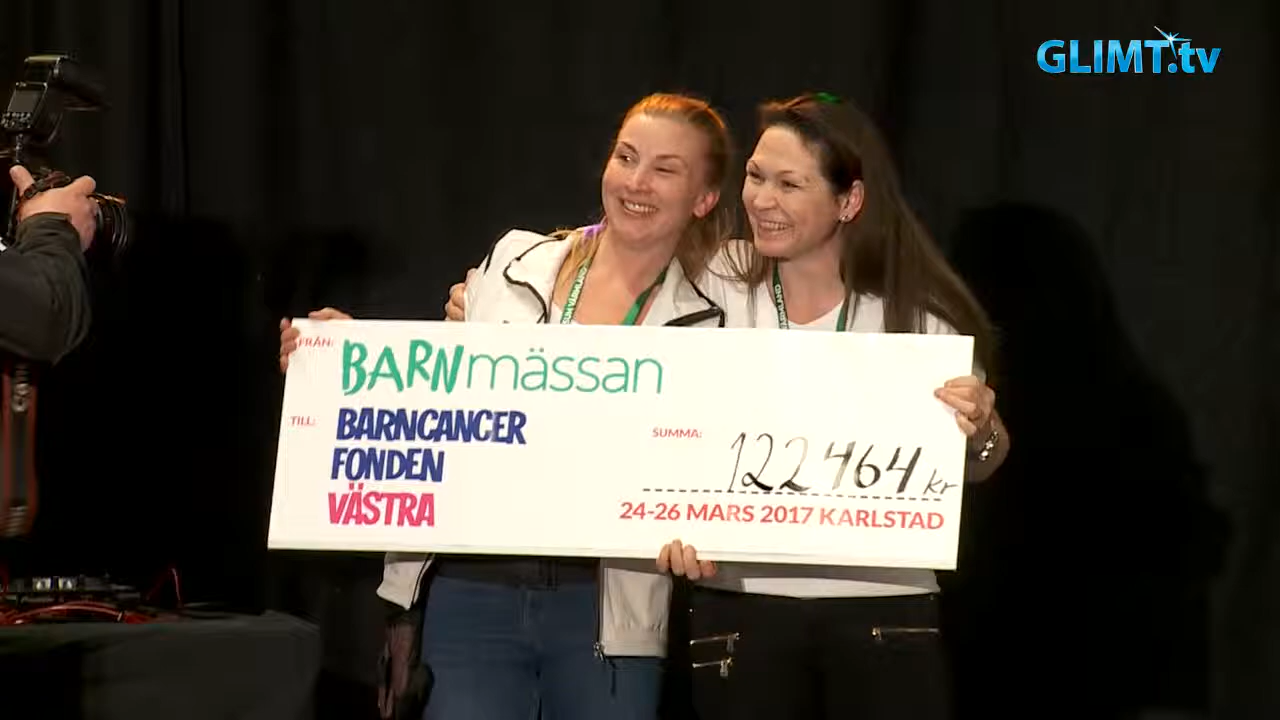 GLIMT.tv
FRÅN:
BARNmässan
TILL:
BARNCANCER
FONDEN
VÄSTRA
SUMMA:
122 464 kr
24-26 MARS 2017 KARLSTAD